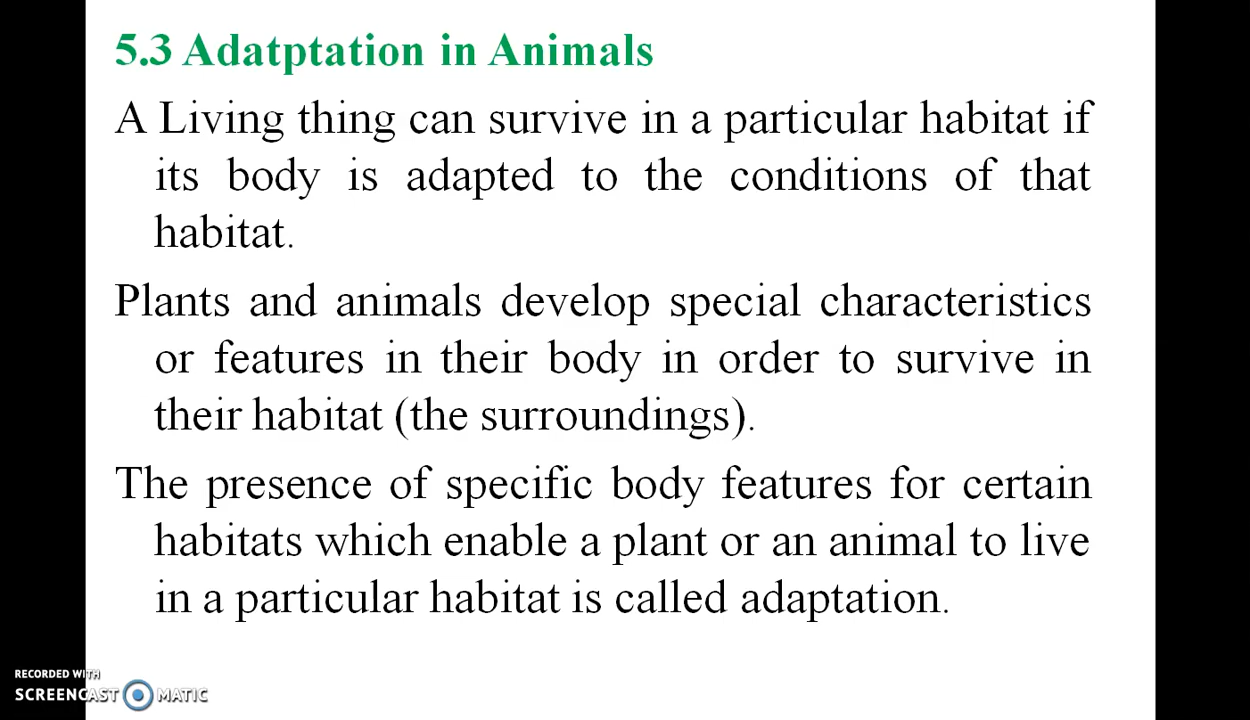 5.3 Adatptation in Animals
A Living thing can survive in a particular habitat if
its body is adapted to the conditions of that
habitat.
Plants and animals develop special characteristics
or features in their body in order to survive in
their habitat (the surroundings).
The presence of specific body features for certain
habitats which enable a plant or an animal to live
in a particular habitat is called adaptation.
RECORDED WITH
SCREENCAST MATIC